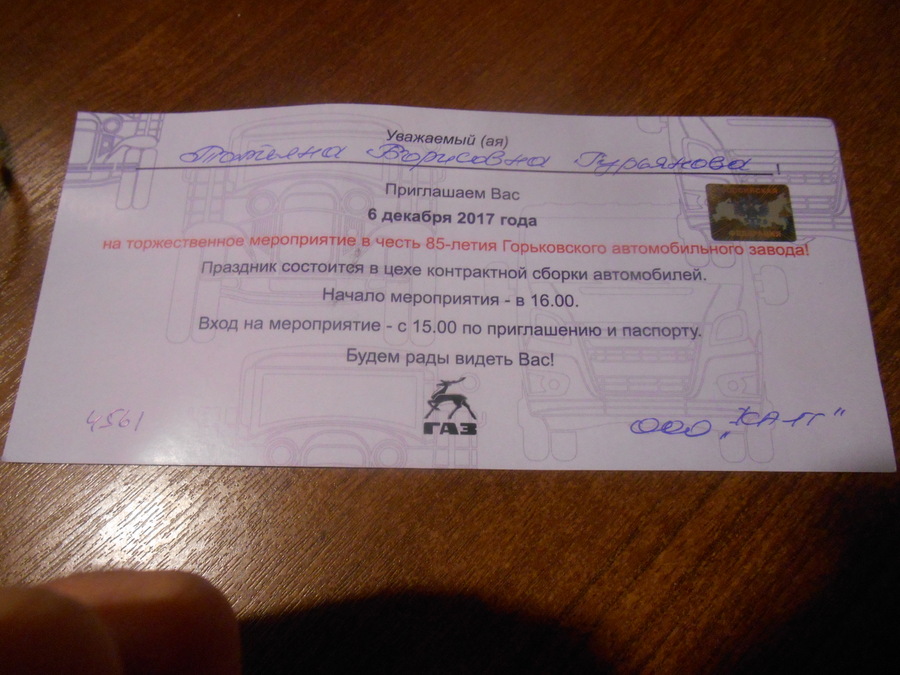 Уважаемый (ая)
Татьяна Борисовна Гурьянова !
Приглашаем Вас
6 декабря 2017 года
на торжественное мероприятие в честь 85-летия Горьковского автомобильного завода!
Праздник состоится в цехе контрактной сборки автомобилей.
Начало мероприятия - в 16.00.
Вход на мероприятие - с 15.00 по приглашению и паспорту.
Будем рады видеть Вас!
ГАЗ
4561
ООО